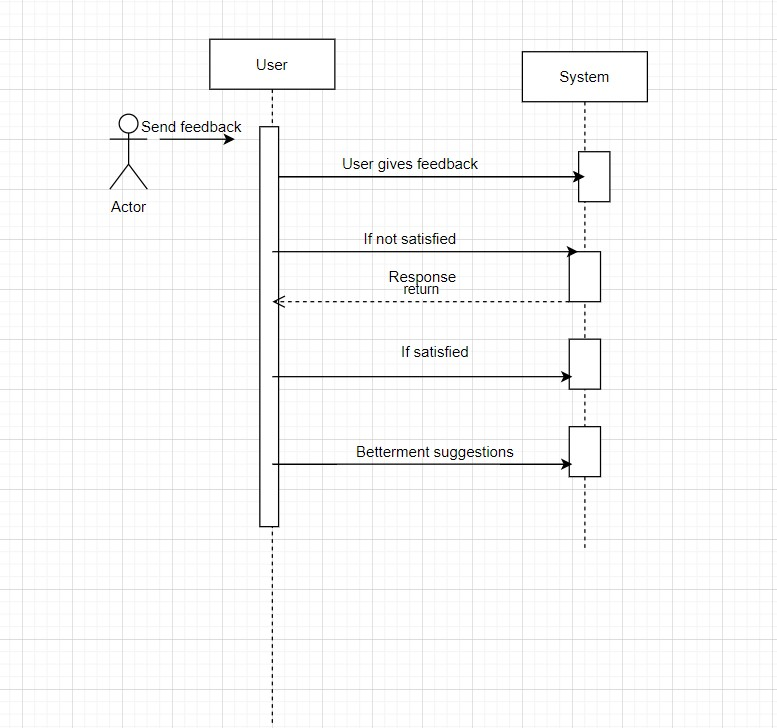 User
System
Send feedback
Actor
User gives feedback
If not satisfied
Response
return
If satisfied
Betterment suggestions